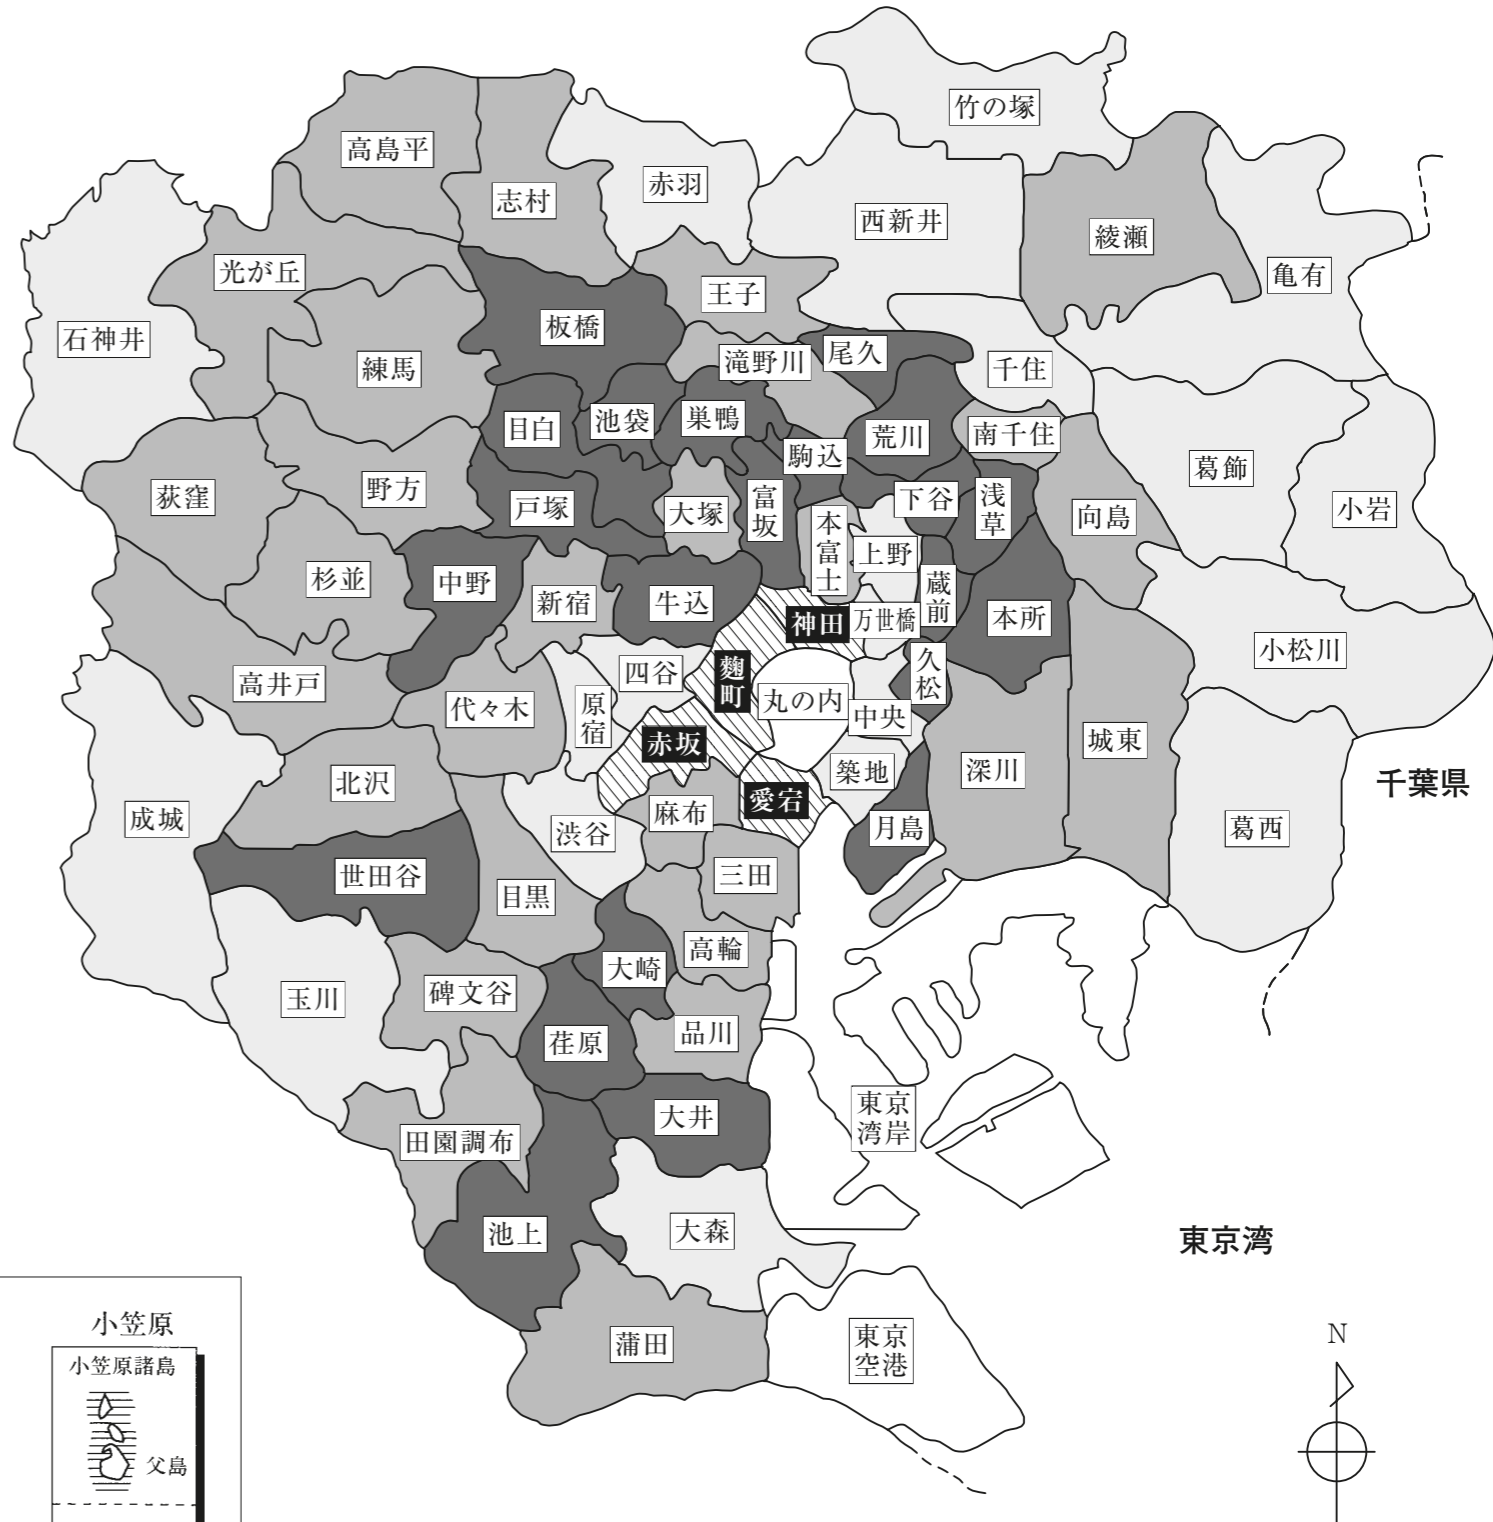 竹の塚
高島平
赤羽
志村
西新井
綾瀬
光が丘
亀有
王子
石神井
板橋
尾久
滝野川
練馬
千住
池袋
巣鴨
目白
荒川
南千住
駒込
葛飾
野方
荻窪
下谷
浅草
戸塚
大塚
富坂
向島
小岩
本富士
上野
杉並
中野
新宿
牛込
蔵前
神田
万世橋
本所
小松川
四谷
麴町
久松
高井戸
代々木
原宿
丸の内
中央
赤坂
城東
築地
深川
北沢
千葉県
愛宕
麻布
成城
渋谷
月島
葛西
世田谷
三田
目黒
高輪
大崎
碑文谷
玉川
品川
荏原
大井
東京
湾岸
田園調布
大森
池上
東京湾
小笠原
蒲田
東京
空港
N
小笠原諸島
父島